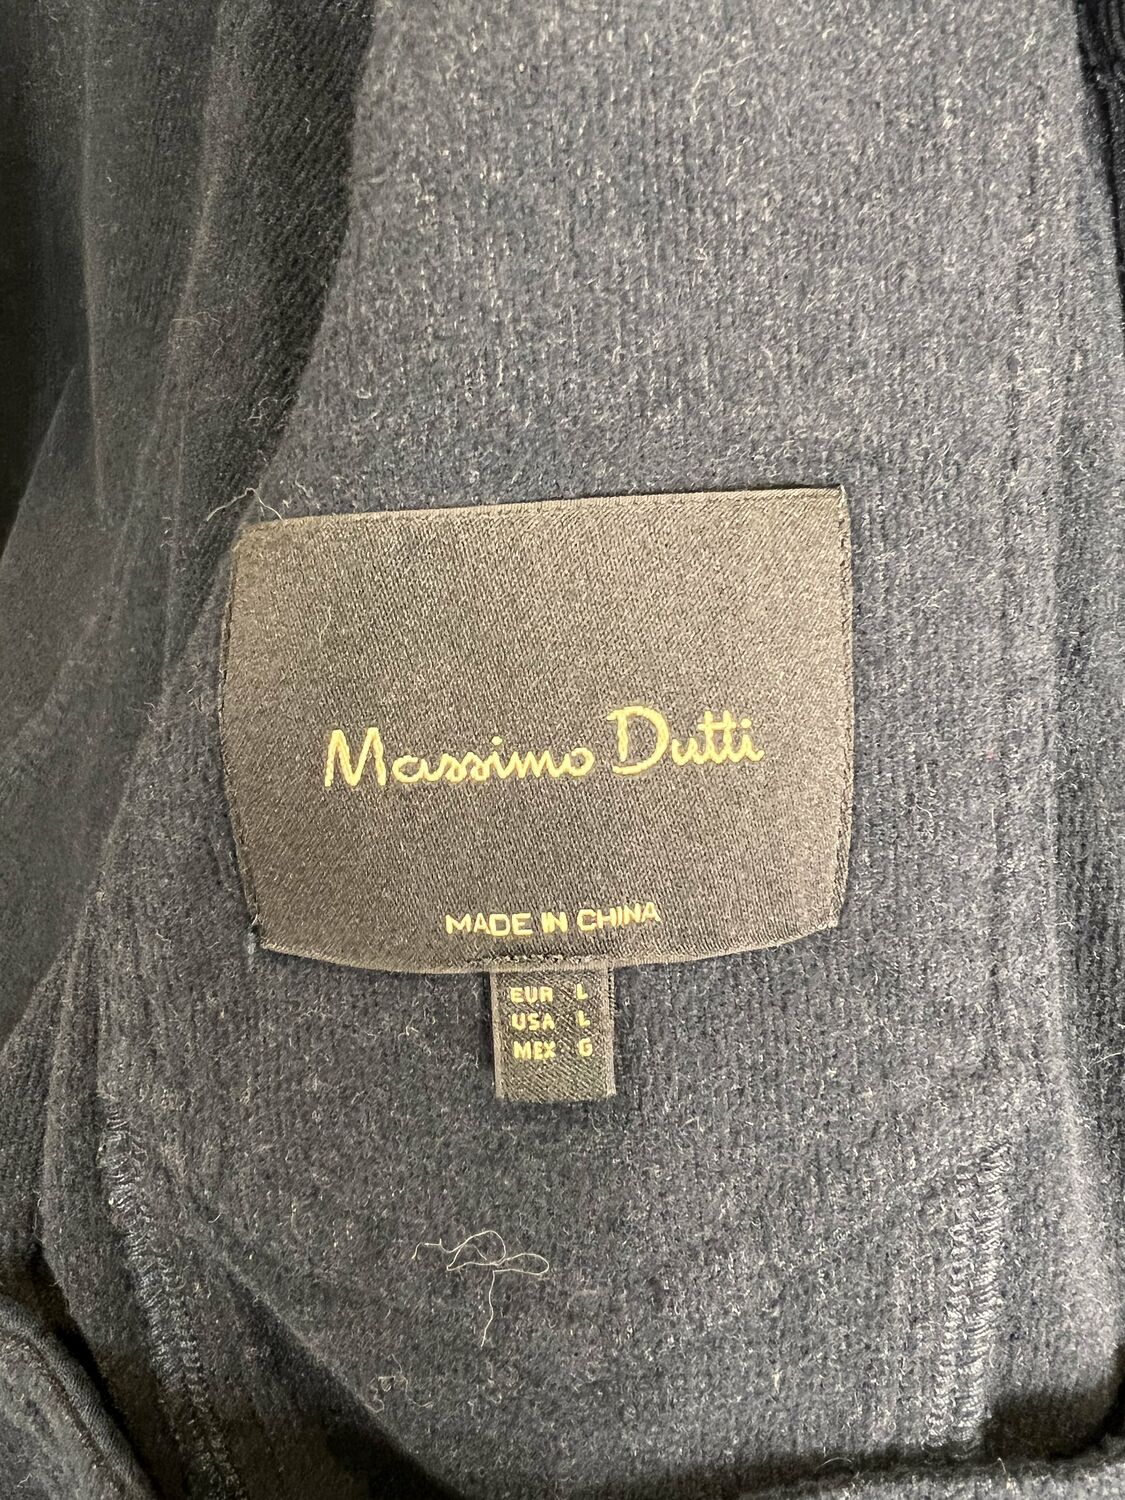 Massimo Dutti
MADE IN CHINA
EUR L
USA L
MEX G